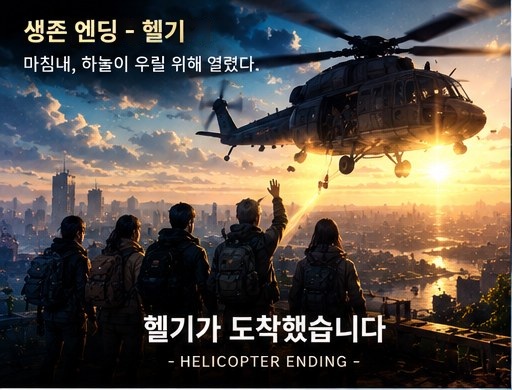 생존 엔딩 - 헬기
마침내, 하눌이 우릴 위해 열렸다.
헬기가 도착했습니다
- HELICOPTER ENDING -